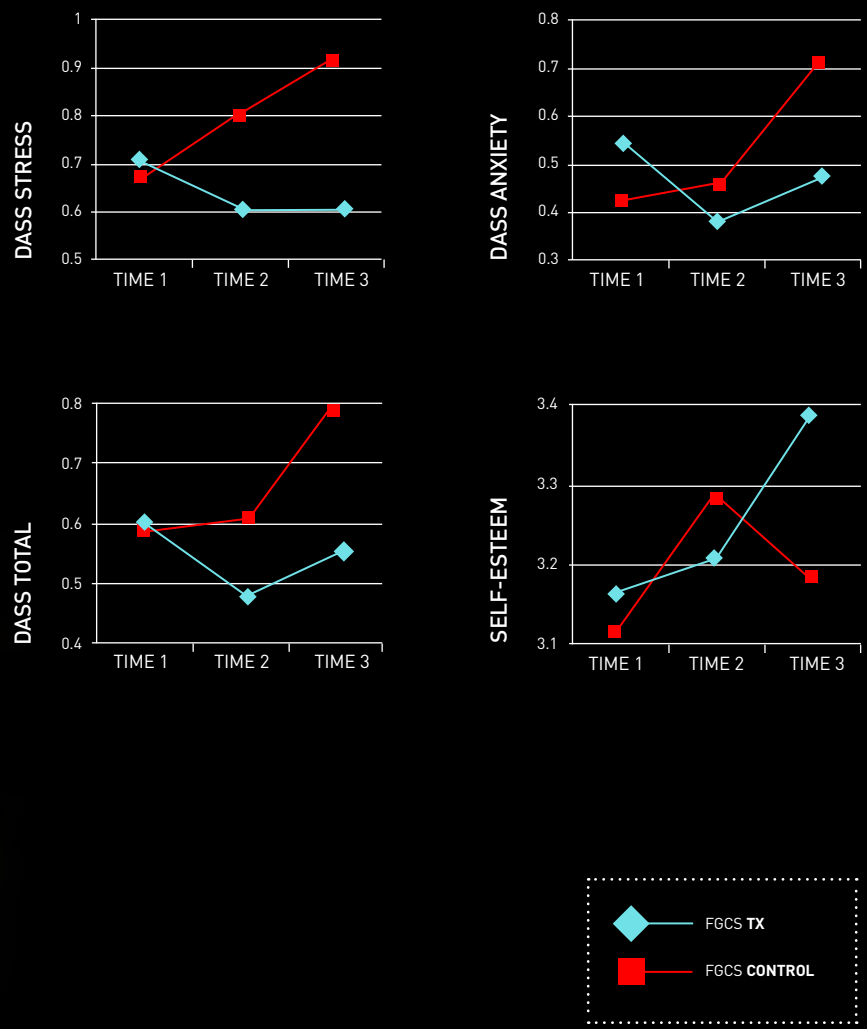 DASS STRESS
1
0.9
0.8
0.7
0.6
0.5
TIME 1 TIME 2 TIME 3
DASS ANXIETY
0.8
0.7
0.6
0.5
0.4
0.3
TIME 1 TIME 2 TIME 3
DASS TOTAL
0.8
0.7
0.6
0.5
0.4
TIME 1 TIME 2 TIME 3
SELF-ESTEEM
3.4
3.3
3.2
3.1
TIME 1 TIME 2 TIME 3
FGCS TX
FGCS CONTROL